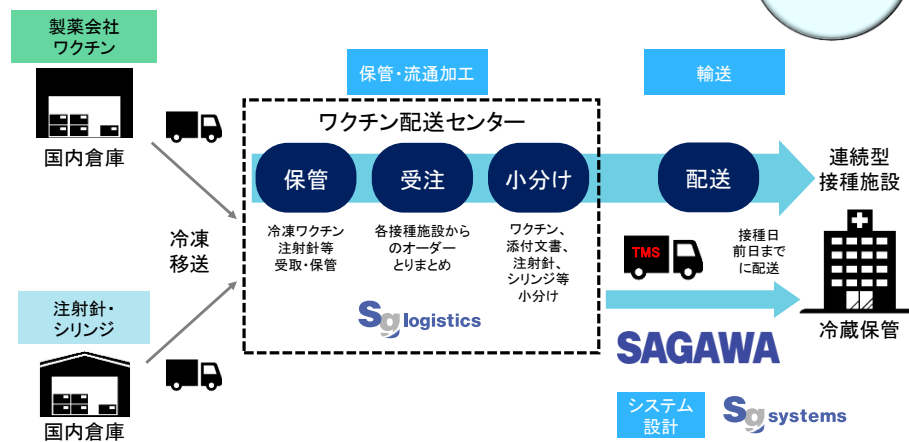 製薬会社
ワクチン
国内倉庫
冷凍
移送
注射針・
シリンジ
国内倉庫
保管・流通加工
ワクチン配送センター
保管
受注
小分け
冷凍ワクチン
注射針等
受取・保管
各接種施設から
のオーダー
とりまとめ
ワクチン、
添付文書、
注射針、
シリンジ等
小分け
Sg logistics
輸送
配送
TMS
接種日
前日まで
に配送
SAGAWA
連続型
接種施設
冷蔵保管
システム
設計
Sg systems